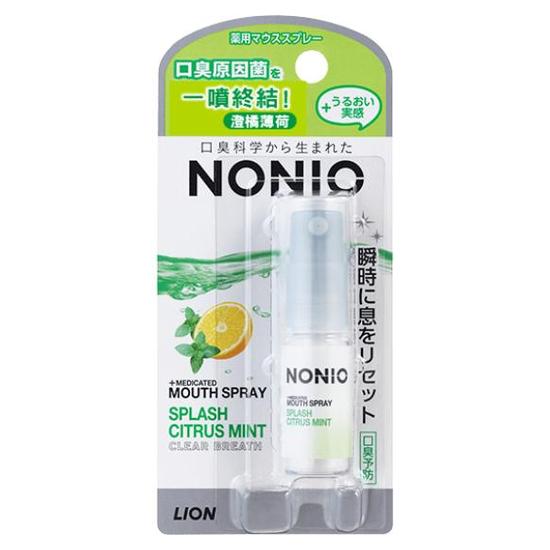 薬用マウススプレー
口臭原因菌を
一噴終結!
澄橘薄荷
+うるおい
実感
口臭科学から生まれた
NONIO
瞬時に息をリセット
口臭予防
+MEDICATED
MOUTH SPRAY
SPLASH
CITRUS MINT
CLEAR BREATH
NONIO
+MEDICATED
MOUTH SPRAY
SPLASH
CITRUS MINT
LION